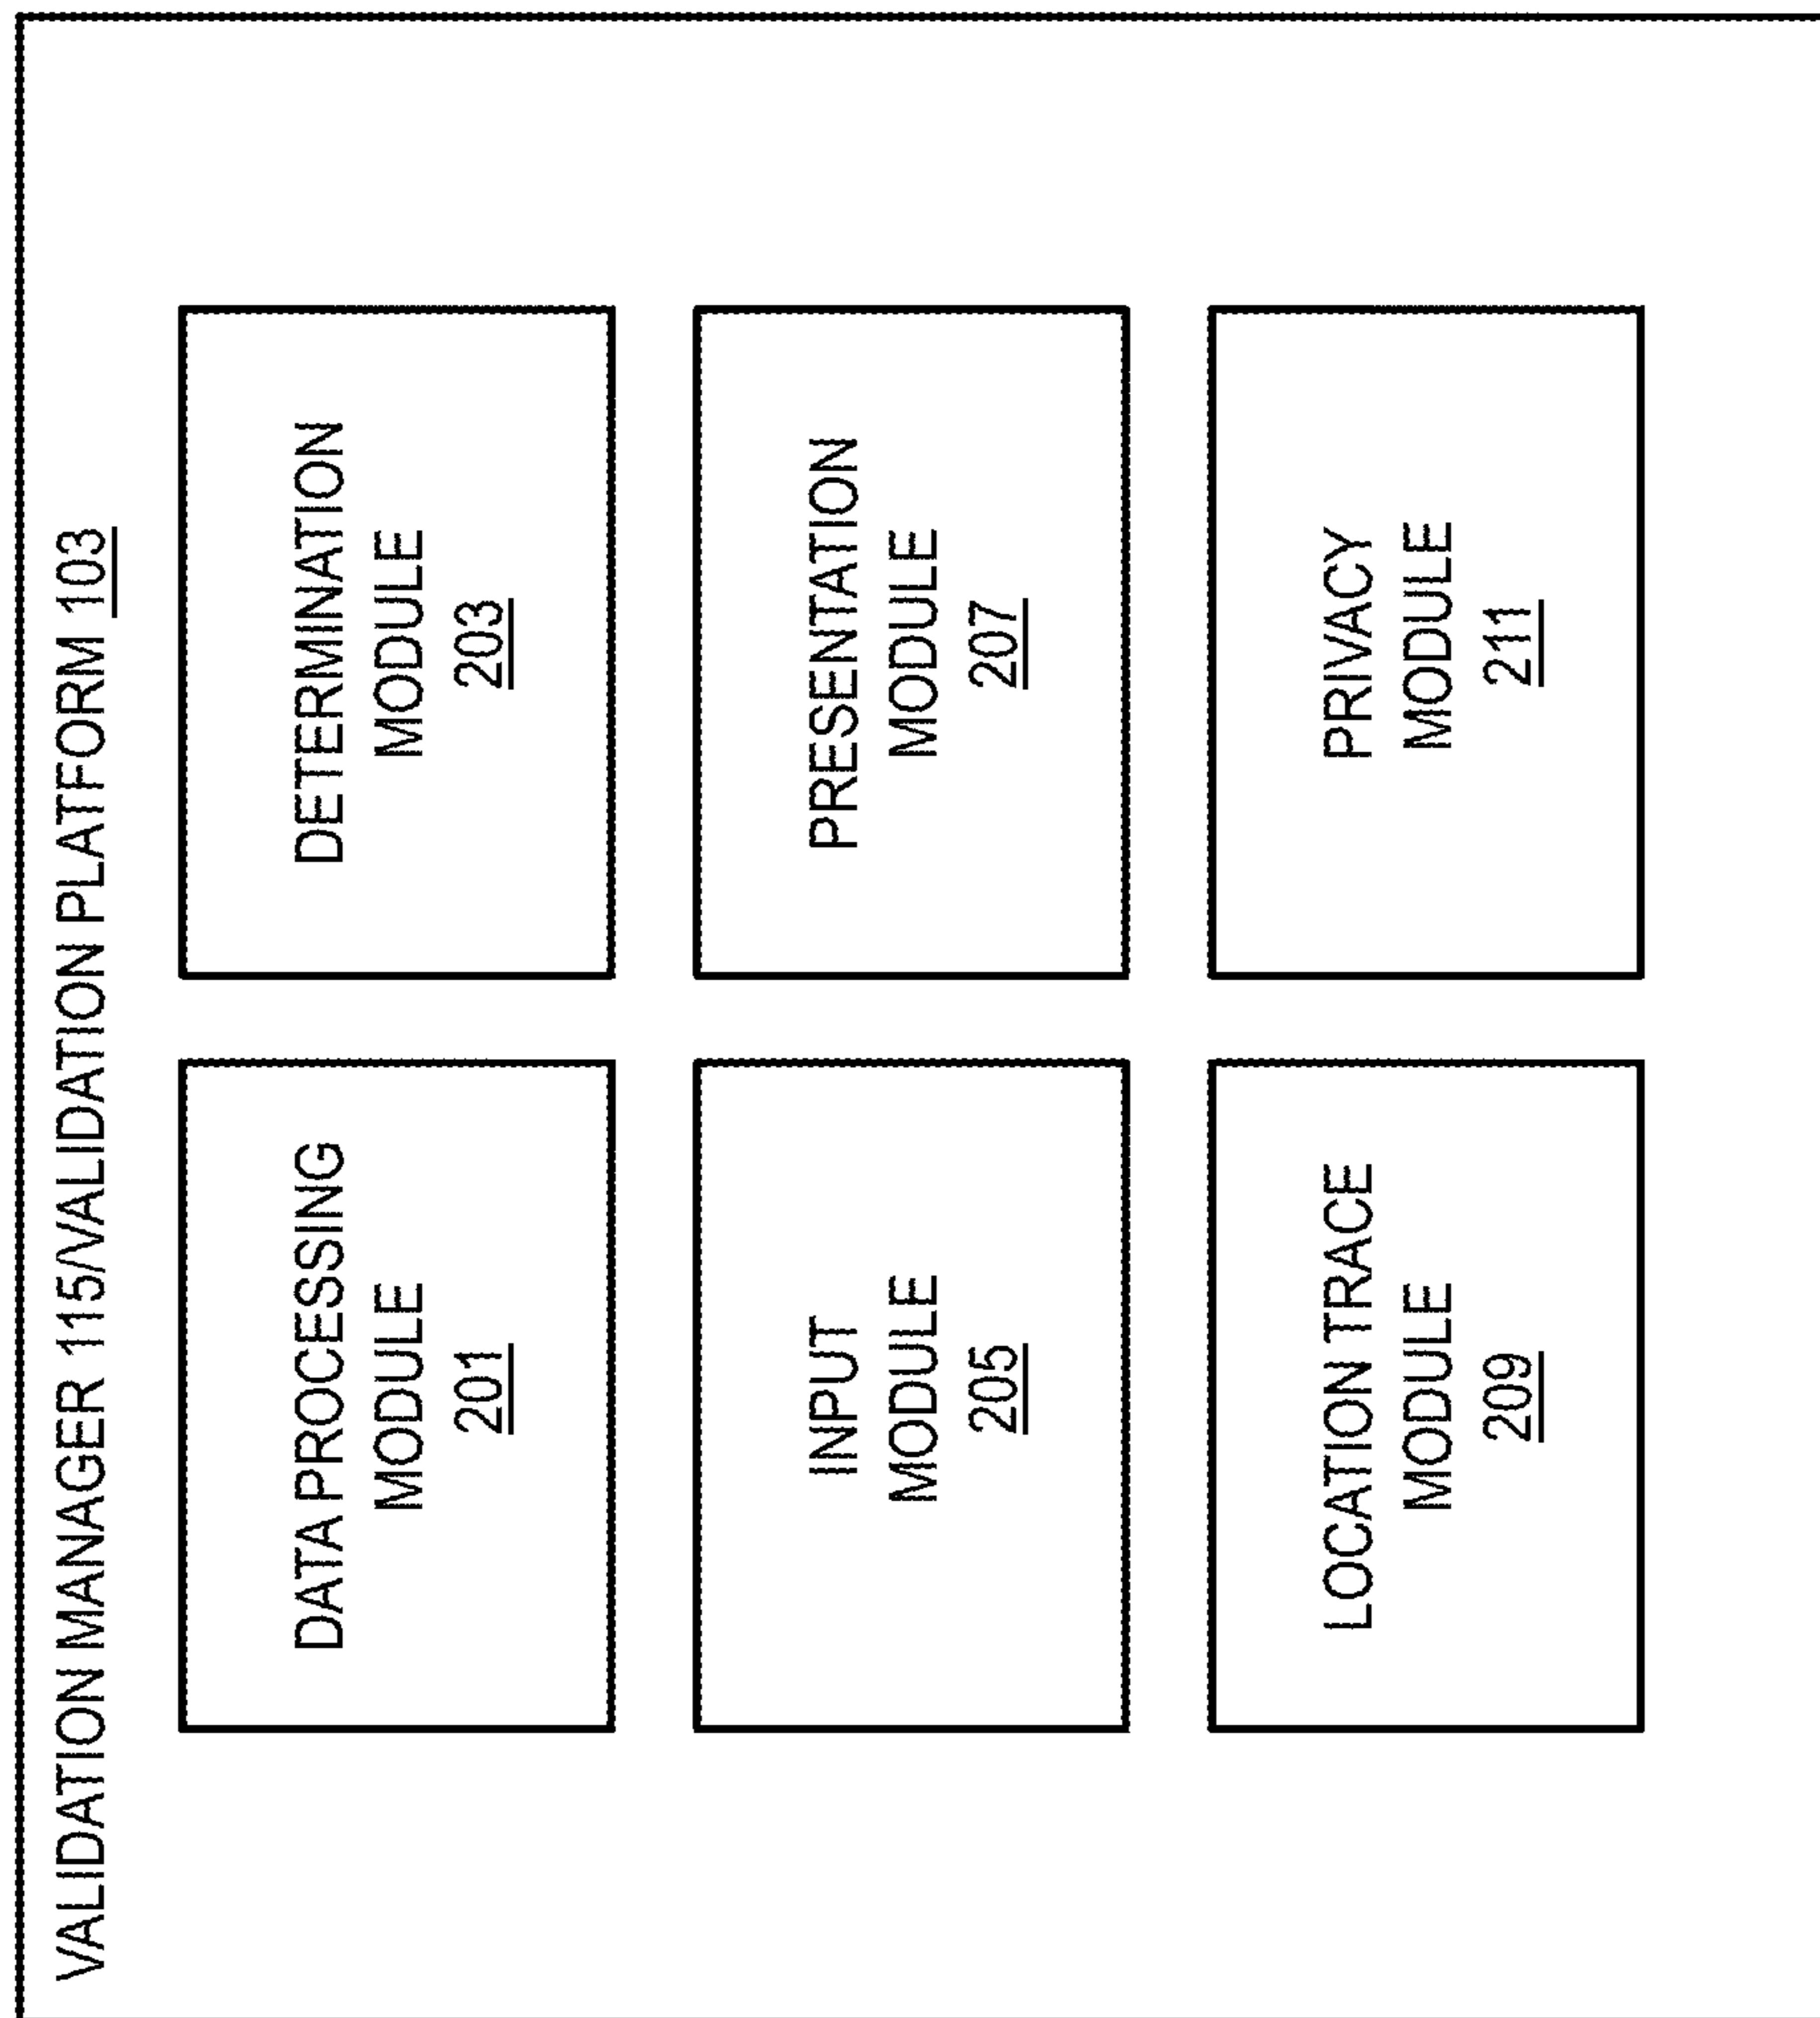 VALIDATION MANAGER 115/VALIDATION PLATFORM 103
DATA PROCESSING
MODULE
201
DETERMINATION
MODULE
203
INPUT
MODULE
205
PRESENTATION
MODULE
207
LOCATION TRACE
MODULE
209
PRIVACY
MODULE
211